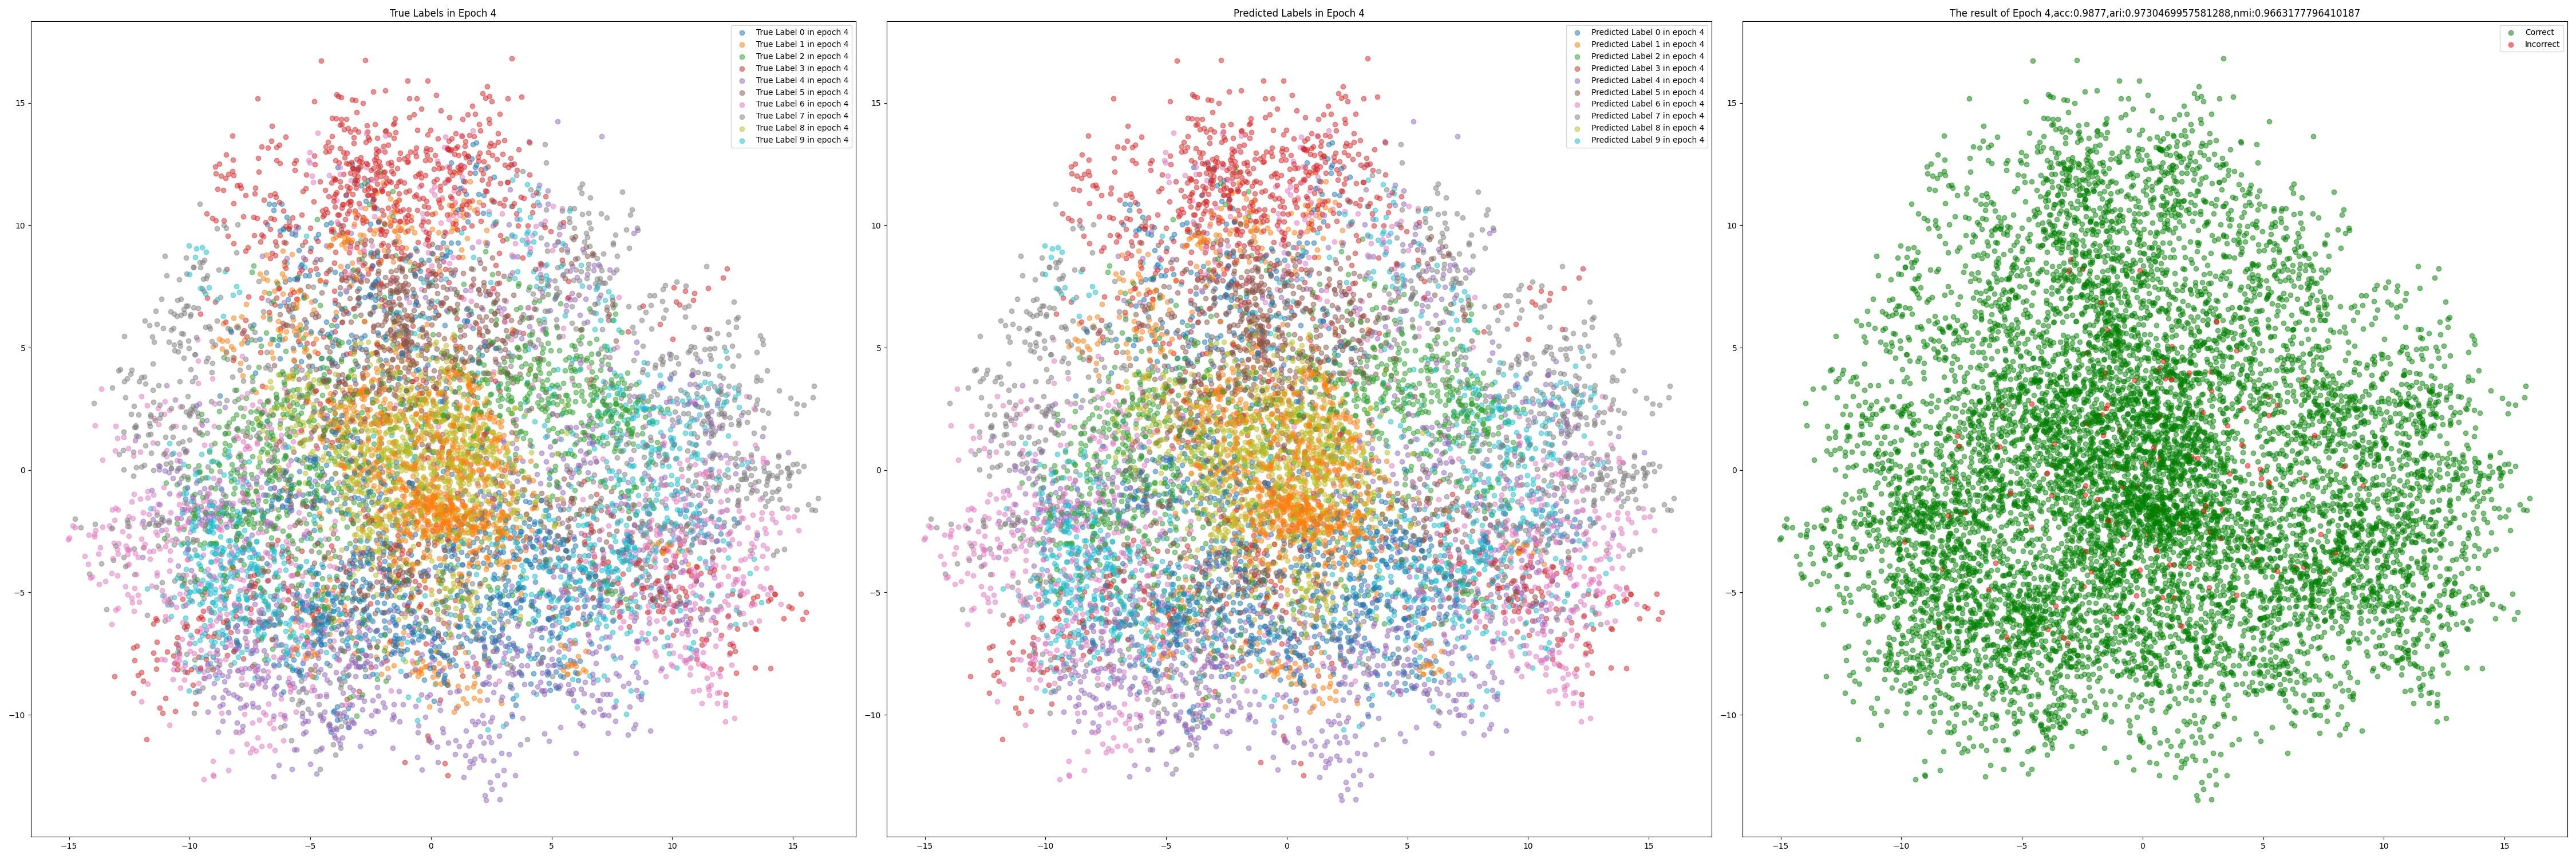 True Labels in Epoch 4
True Label 0 in epoch 4
True Label 1 in epoch 4
True Label 2 in epoch 4
True Label 3 in epoch 4
True Label 4 in epoch 4
True Label 5 in epoch 4
True Label 6 in epoch 4
True Label 7 in epoch 4
True Label 8 in epoch 4
True Label 9 in epoch 4
15
10
5
0
−5
−10
−15 −10 −5 0 5 10 15
Predicted Labels in Epoch 4
Predicted Label 0 in epoch 4
Predicted Label 1 in epoch 4
Predicted Label 2 in epoch 4
Predicted Label 3 in epoch 4
Predicted Label 4 in epoch 4
Predicted Label 5 in epoch 4
Predicted Label 6 in epoch 4
Predicted Label 7 in epoch 4
Predicted Label 8 in epoch 4
Predicted Label 9 in epoch 4
15
10
5
0
−5
−10
−15 −10 −5 0 5 10 15
The result of Epoch 4,acc:0.9877,ari:0.9730469957581288,nmi:0.9663177796410187
Correct
Incorrect
15
10
5
0
−5
−10
−15 −10 −5 0 5 10 15